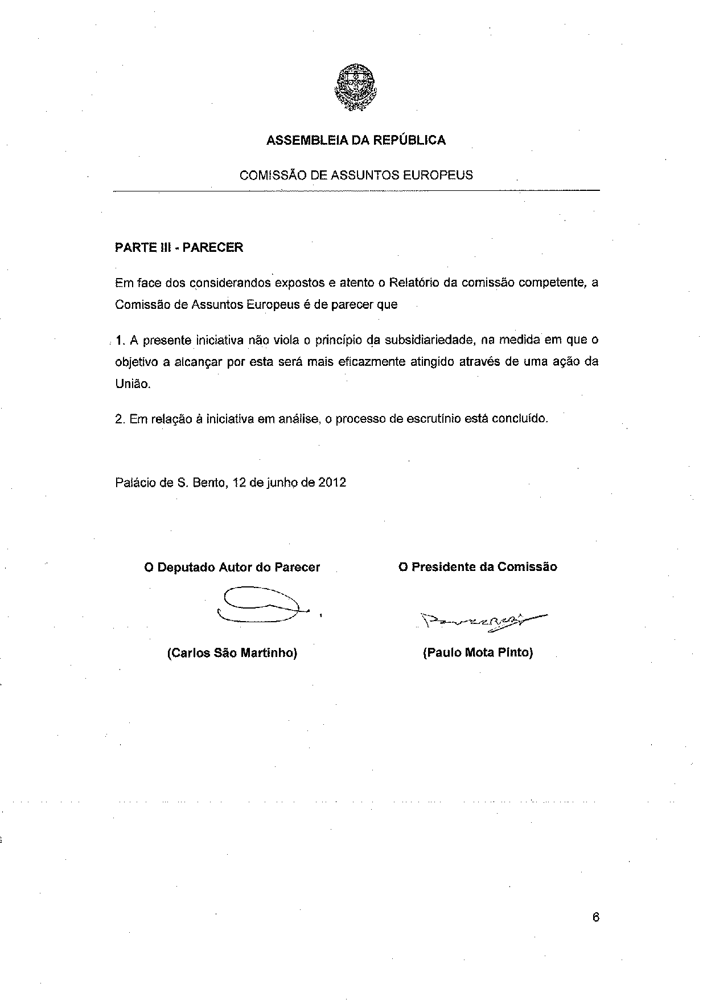 ASSEMBLEIA DA REPÚBLICA
COMISSÃO DE ASSUNTOS EUROPEUS
PARTE III - PARECER
Em face dos considerandos expostos e atento o Relatório da comissão competente, a
Comissão de Assuntos Europeus é de parecer que
1. A presente iniciativa não viola o princípio da subsidiariedade, na medida em que o
objetivo a alcançar por esta será mais eficazmente atingido através de uma ação da
União.
2. Em relação à iniciativa em análise, o processo de escrutínio está concluído.
Palácio de S. Bento, 12 de junho de 2012
O Deputado Autor do Parecer
O Presidente da Comissão
(Carlos São Martinho)
(Paulo Mota Pinto)
6